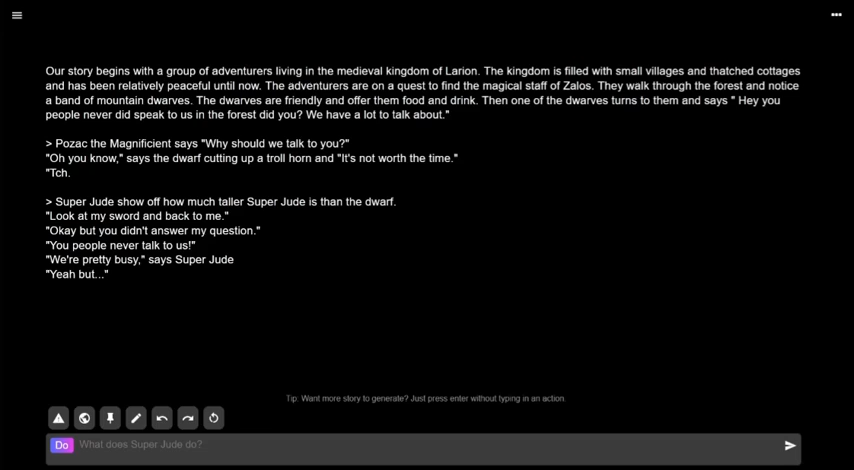 Our story begins with a group of adventurers living in the medieval kingdom of Larion. The kingdom is filled with small villages and thatched cottages
and has been relatively peaceful until now. The adventurers are on a quest to find the magical staff of Zalos. They walk through the forest and notice
a band of mountain dwarves. The dwarves are friendly and offer them food and drink. Then one of the dwarves turns to them and says " Hey you
people never did speak to us in the forest did you? We have a lot to talk about."
> Pozac the Magnificient says "Why should we talk to you?"
"Oh you know," says the dwarf cutting up a troll horn and "It's not worth the time."
"Tch.
> Super Jude show off how much taller Super Jude is than the dwarf.
"Look at my sword and back to me."
"Okay but you didn't answer my question."
"You people never talk to us!"
"We're pretty busy," says Super Jude
"Yeah but..."
Tip: Want more story to generate? Just press enter without typing in an action.
Do What does Super Jude do?